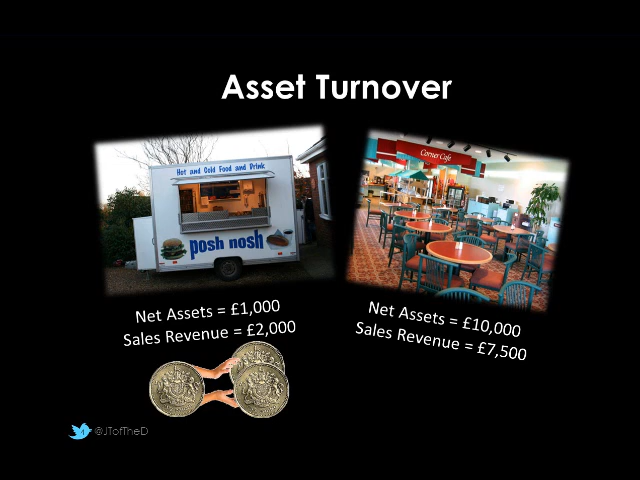 Asset Turnover
Hot and Cold Food and Drink
posh nosh
Corner Cafe
Net Assets = £1,000
Sales Revenue = £2,000
Net Assets = £10,000
Sales Revenue = £7,500
@JTofTheD